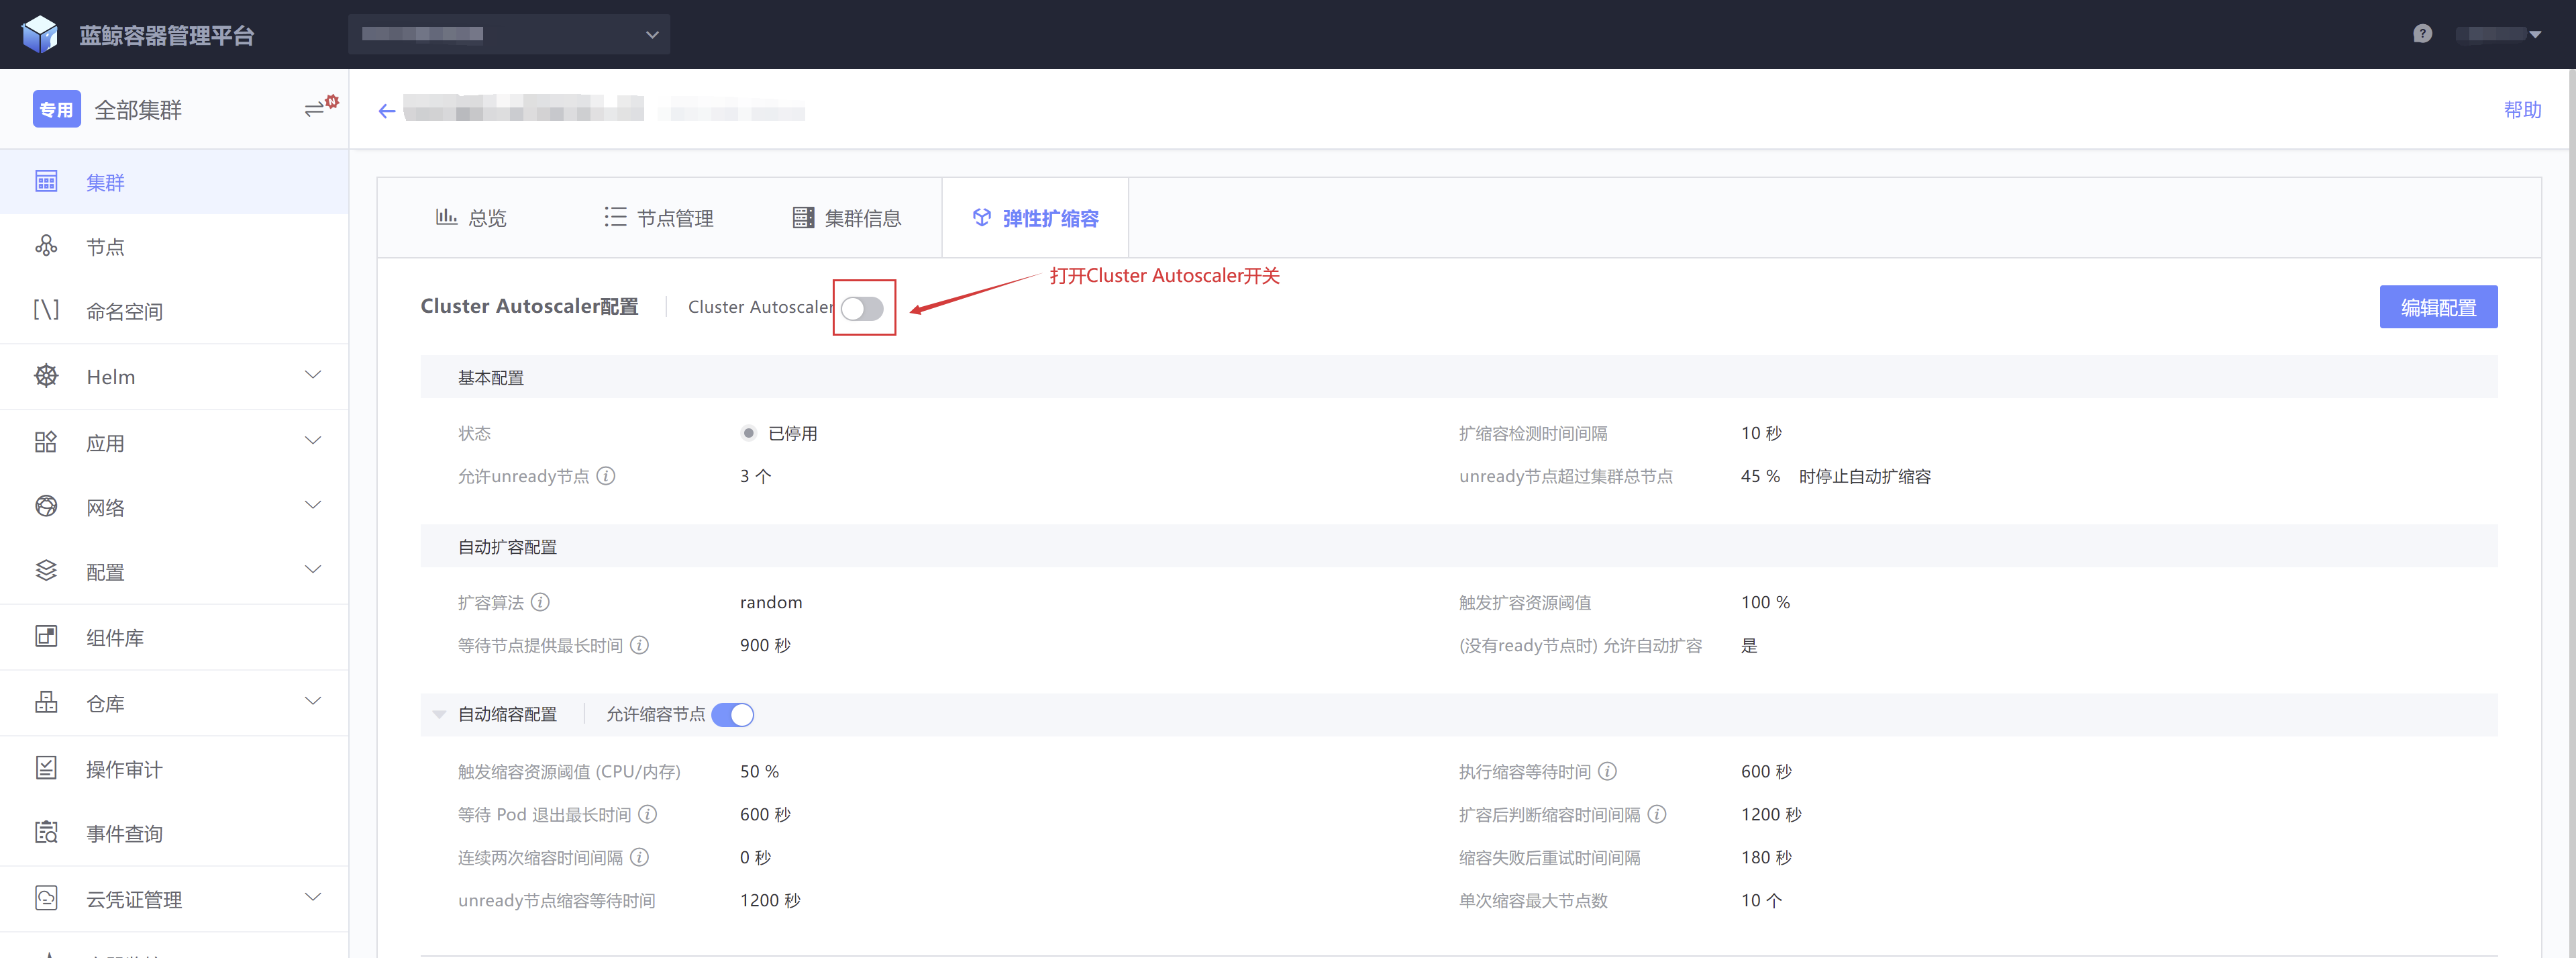 蓝鲸容器管理平台
专用 全部集群
帮助
集群
节点
命名空间
Helm
应用
网络
配置
组件库
仓库
操作审计
事件查询
云凭证管理
总览 节点管理 集群信息 弹性扩缩容
打开Cluster Autoscaler开关
Cluster Autoscaler配置 Cluster Autoscaler 编辑配置
基本配置
状态 已停用 扩缩容检测时间间隔 10 秒
允许unready节点 3 个 unready节点超过集群总节点 45 % 时停止自动扩缩容
自动扩容配置
扩容算法 random 触发扩容资源阈值 100 %
等待节点提供最长时间 900 秒 (没有ready节点时) 允许自动扩容 是
自动缩容配置 允许缩容节点
触发缩容资源阈值 (CPU/内存) 50 % 执行缩容等待时间 600 秒
等待 Pod 退出最长时间 600 秒 扩容后判断缩容时间间隔 1200 秒
连续两次缩容时间间隔 0 秒 缩容失败后重试时间间隔 180 秒
unready节点缩容等待时间 1200 秒 单次缩容最大节点数 10 个